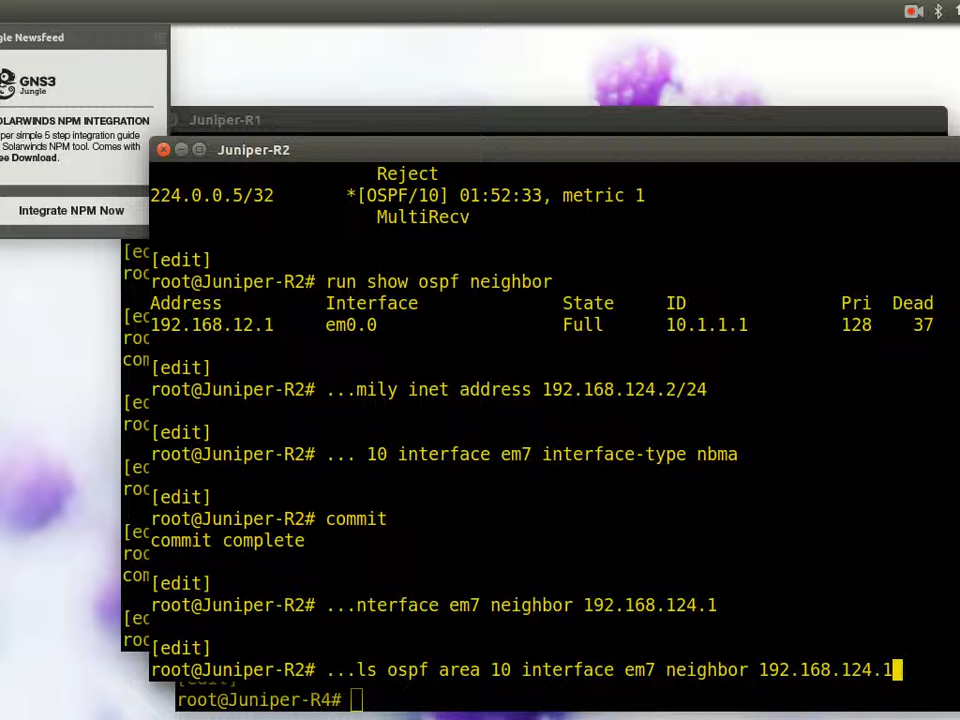 gle Newsfeed
GNS3
Jungle
OLARWINDS NPM INTEGRATION
per simple 5 step integration guide
Solarwinds NPM tool. Comes with
ee Download.
Integrate NPM Now
Juniper-R1
Juniper-R2
Reject
224.0.0.5/32 *[OSPF/10] 01:52:33, metric 1
MultiRecv
[edit]
root@Juniper-R2# run show ospf neighbor
Address Interface State ID Pri Dead
192.168.12.1 em0.0 Full 10.1.1.1 128 37
[edit]
root@Juniper-R2# ...mily inet address 192.168.124.2/24
[edit]
root@Juniper-R2# ... 10 interface em7 interface-type nbma
[edit]
root@Juniper-R2# commit
commit complete
[edit]
root@Juniper-R2# ...nterface em7 neighbor 192.168.124.1
[edit]
root@Juniper-R2# ...ls ospf area 10 interface em7 neighbor 192.168.124.1
root@Juniper-R4#